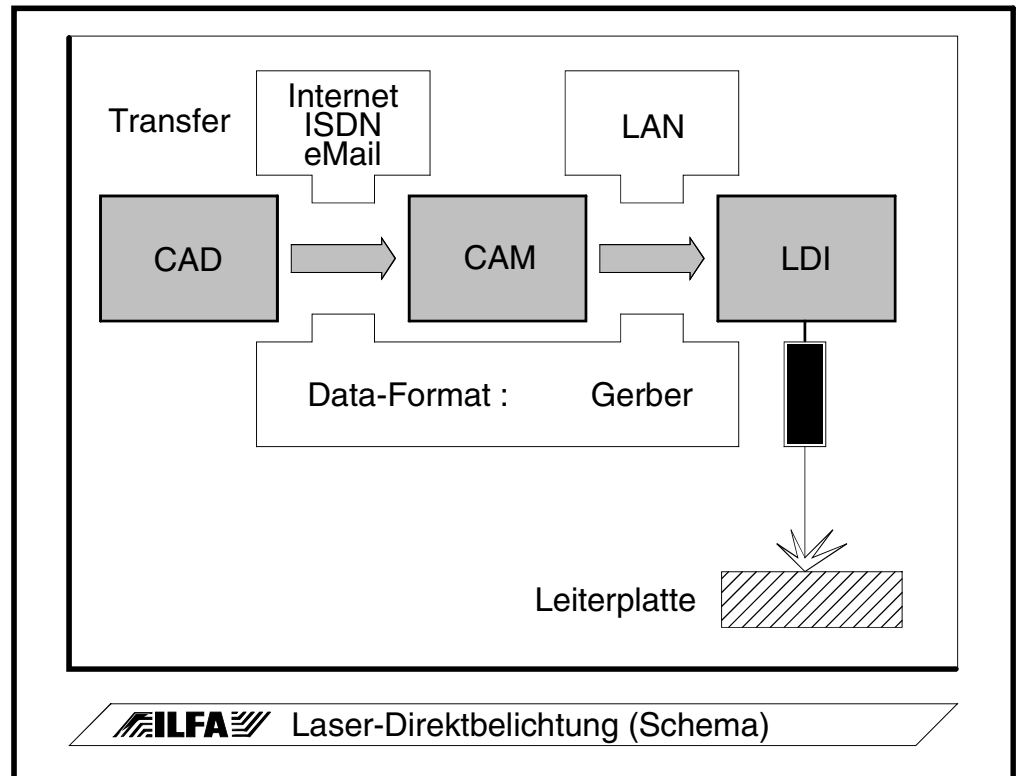 Transfer
Internet
ISDN
eMail
LAN
CAD
CAM
LDI
Data-Format : Gerber
Leiterplatte
ILFA Laser-Direktbelichtung (Schema)